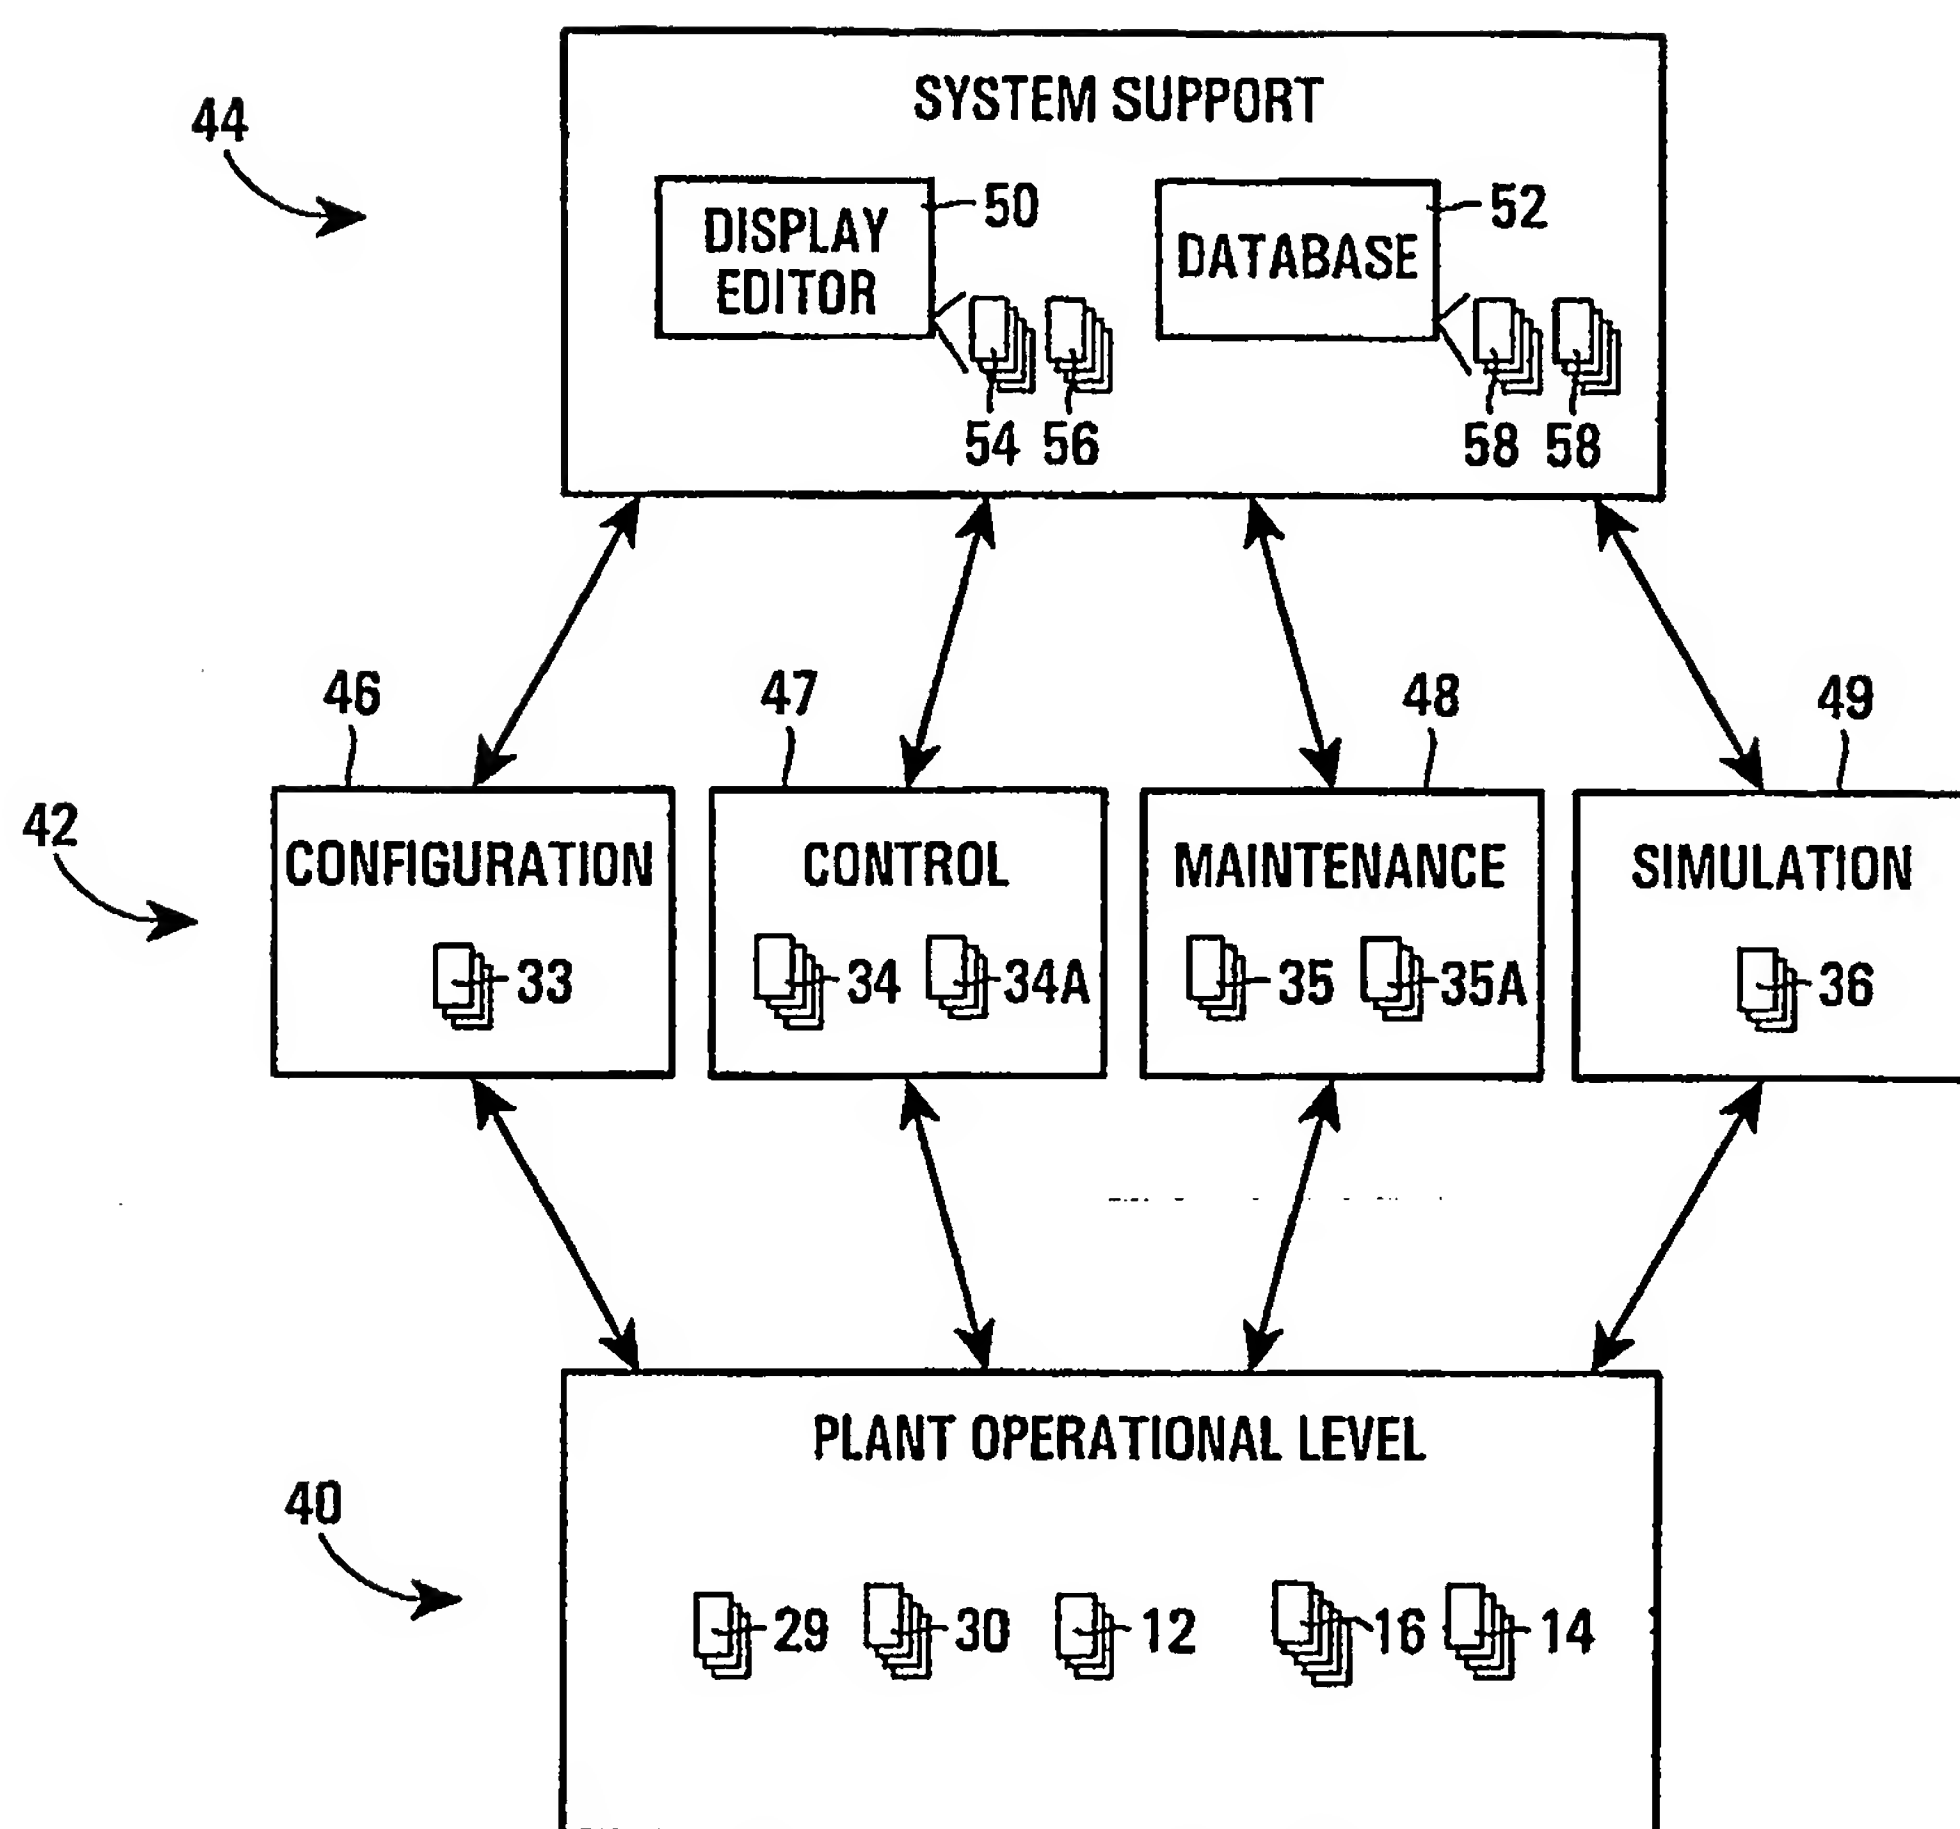 SYSTEM SUPPORT
44
DISPLAY
EDITOR
50
DATABASE
52
54 56
58 58
46
47
48
49
42
CONFIGURATION
33
CONTROL
34 34A
MAINTENANCE
35 35A
SIMULATION
36
PLANT OPERATIONAL LEVEL
40
29 30 12 16 14